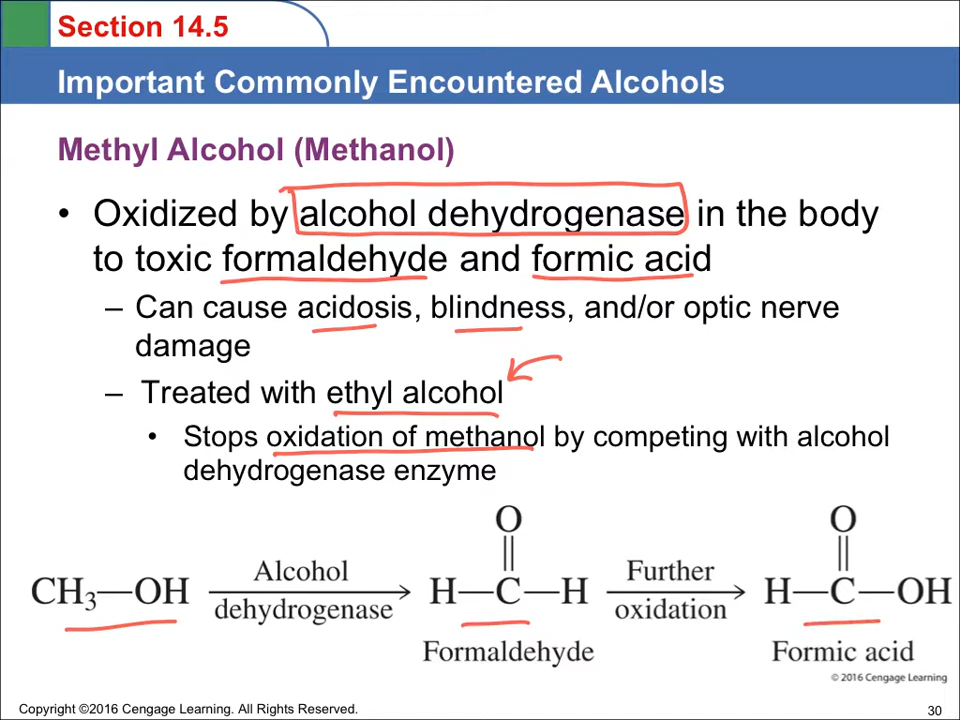 Section 14.5
Important Commonly Encountered Alcohols
Methyl Alcohol (Methanol)
• Oxidized by alcohol dehydrogenase in the body
to toxic formaldehyde and formic acid
– Can cause acidosis, blindness, and/or optic nerve
damage
– Treated with ethyl alcohol
• Stops oxidation of methanol by competing with alcohol
dehydrogenase enzyme
O O
CH₃—OH Alcohol H—C—H Further H—C—OH
dehydrogenase oxidation
Formaldehyde Formic acid
© 2016 Cengage Learning
Copyright ©2016 Cengage Learning. All Rights Reserved. 30